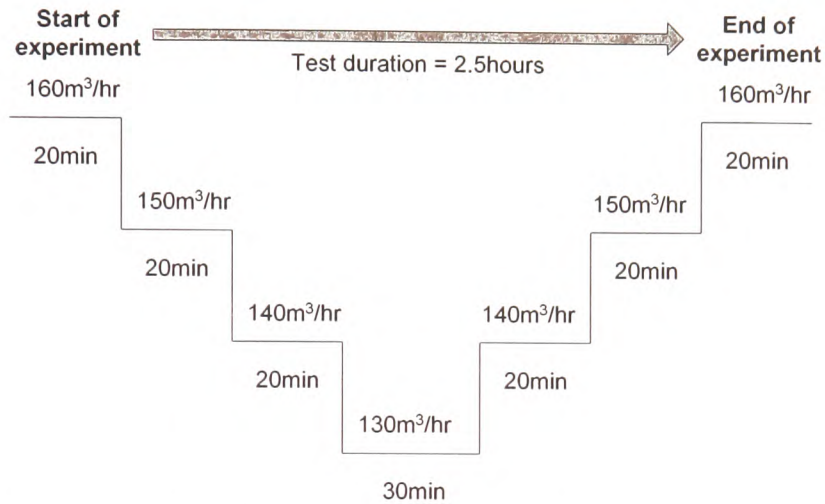 Start of
experiment
End of
experiment
Test duration = 2.5hours
160m³/hr
160m³/hr
20min
20min
150m³/hr
150m³/hr
20min
20min
140m³/hr
140m³/hr
20min
20min
130m³/hr
30min